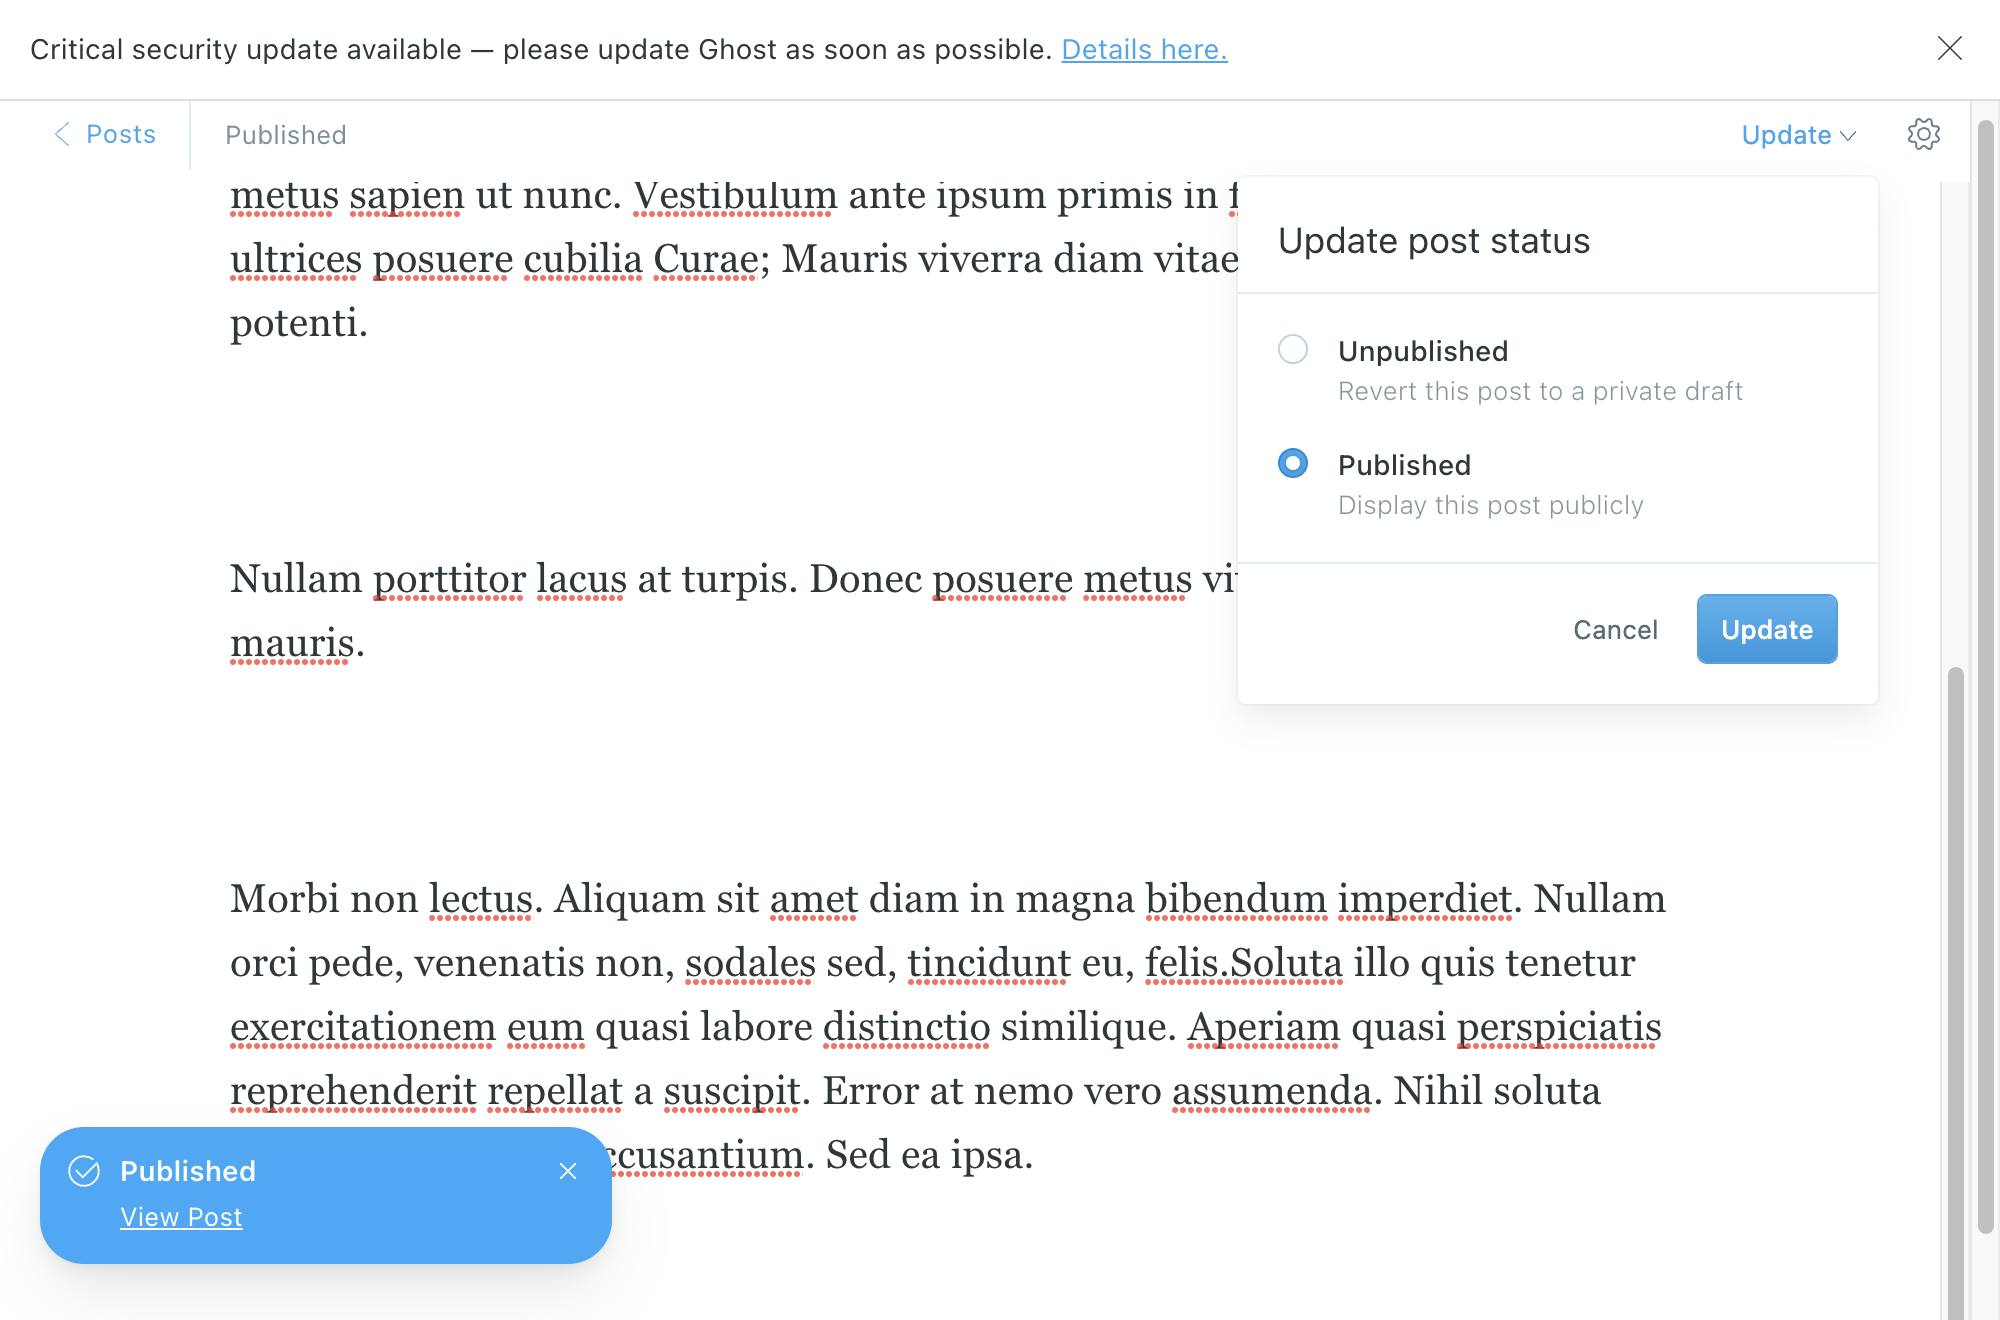 Critical security update available — please update Ghost as soon as possible. Details here.
Posts
Published
Update
metus sapien ut nunc. Vestibulum ante ipsum primis in
ultrices posuere cubilia Curae; Mauris viverra diam vitae
potenti.
Update post status
Unpublished
Revert this post to a private draft
Published
Display this post publicly
Cancel
Update
Nullam porttitor lacus at turpis. Donec posuere metus
mauris.
Morbi non lectus. Aliquam sit amet diam in magna bibendum imperdiet. Nullam
orci pede, venenatis non, sodales sed, tincidunt eu, felis.Soluta illo quis tenetur
exercitationem eum quasi labore distinctio similique. Aperiam quasi perspiciatis
reprehenderit repellat a suscipit. Error at nemo vero assumenda. Nihil soluta
ccusantium. Sed ea ipsa.
Published
View Post